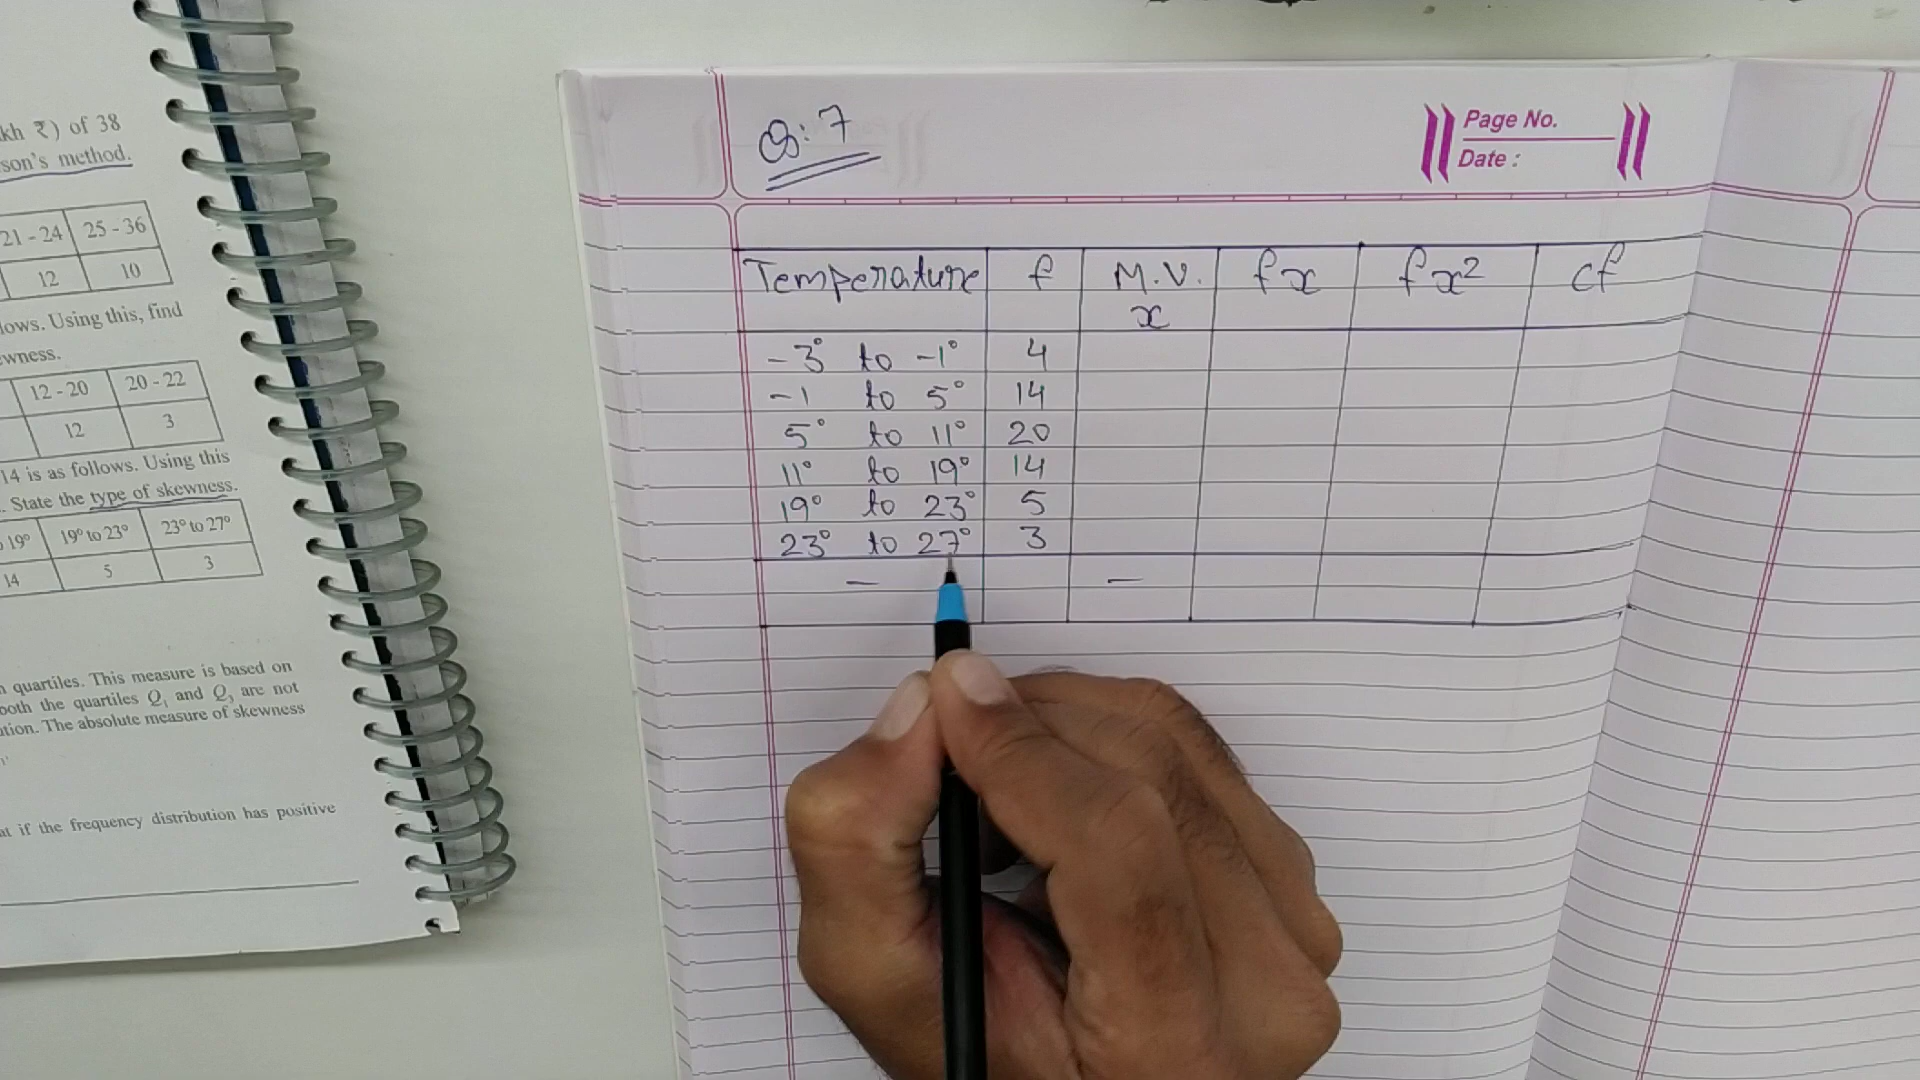 kh ₹) of 38
son's method.
21 - 24 25 - 36
12 10
lows. Using this, find
ewness.
12 - 20 20 - 22
12 3
14 is as follows. Using this
. State the type of skewness.
19° 19° to 23° 23° to 27°
14 5 3
n quartiles. This measure is based on
both the quartiles Q₁ and Q₃ are not
ution. The absolute measure of skewness
at if the frequency distribution has positive
Q: 7
Page No.
Date :
Temperature f M.V. x fx fx² cf
-3° to -1° 4
-1 to 5° 14
5° to 11° 20
11° to 19° 14
19° to 23° 5
23° to 27° 3
— —